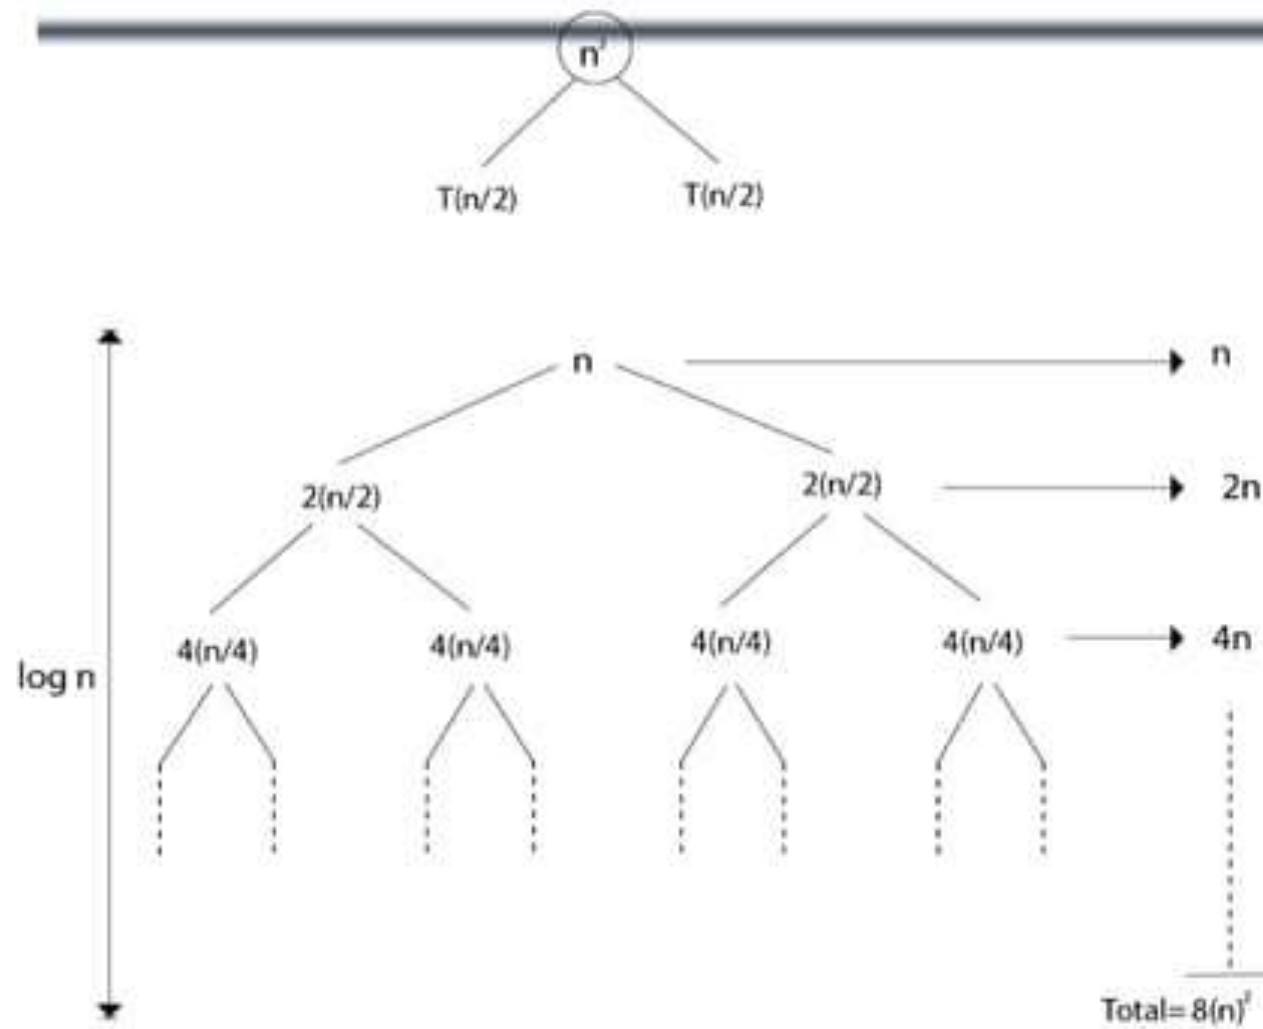 n²
T(n/2) T(n/2)
n n
2(n/2) 2(n/2) 2n
4(n/4) 4(n/4) 4(n/4) 4(n/4) 4n
log n
Total= 8(n)²